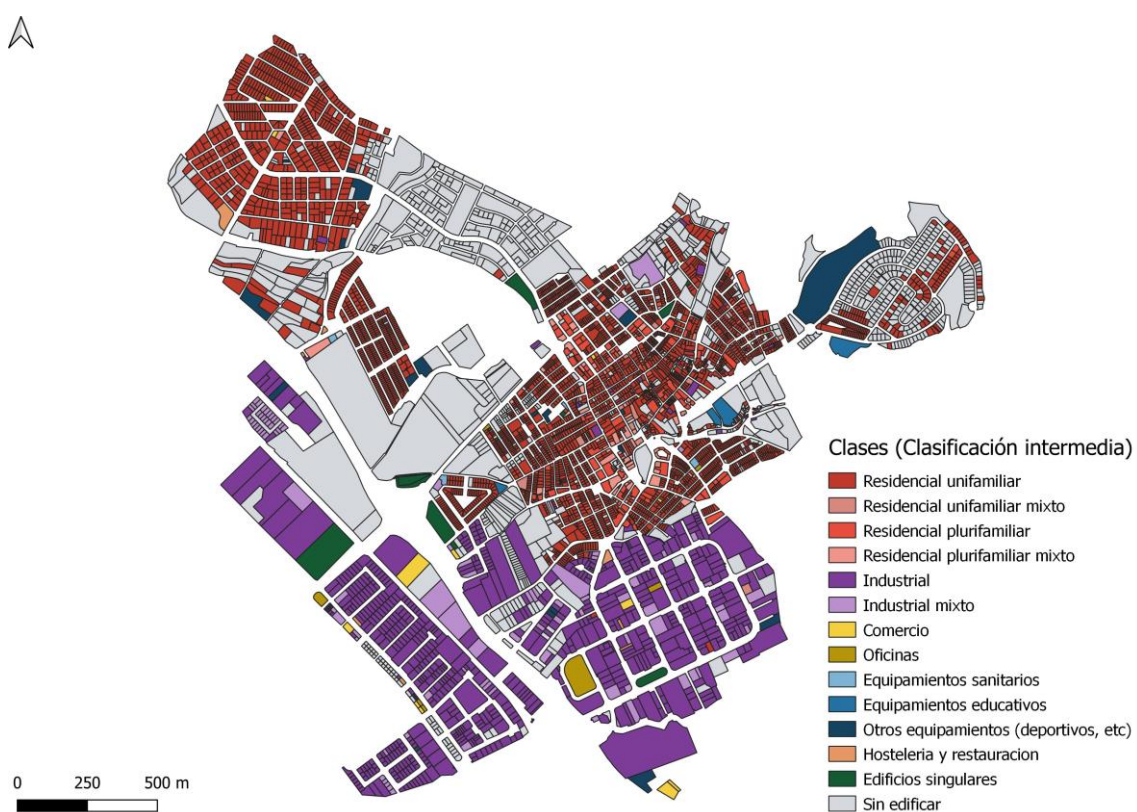 Clases (Clasificación intermedia)
Residencial unifamiliar
Residencial unifamiliar mixto
Residencial plurifamiliar
Residencial plurifamiliar mixto
Industrial
Industrial mixto
Comercio
Oficinas
Equipamientos sanitarios
Equipamientos educativos
Otros equipamientos (deportivos, etc)
Hosteleria y restauracion
Edificios singulares
Sin edificar
0 250 500 m